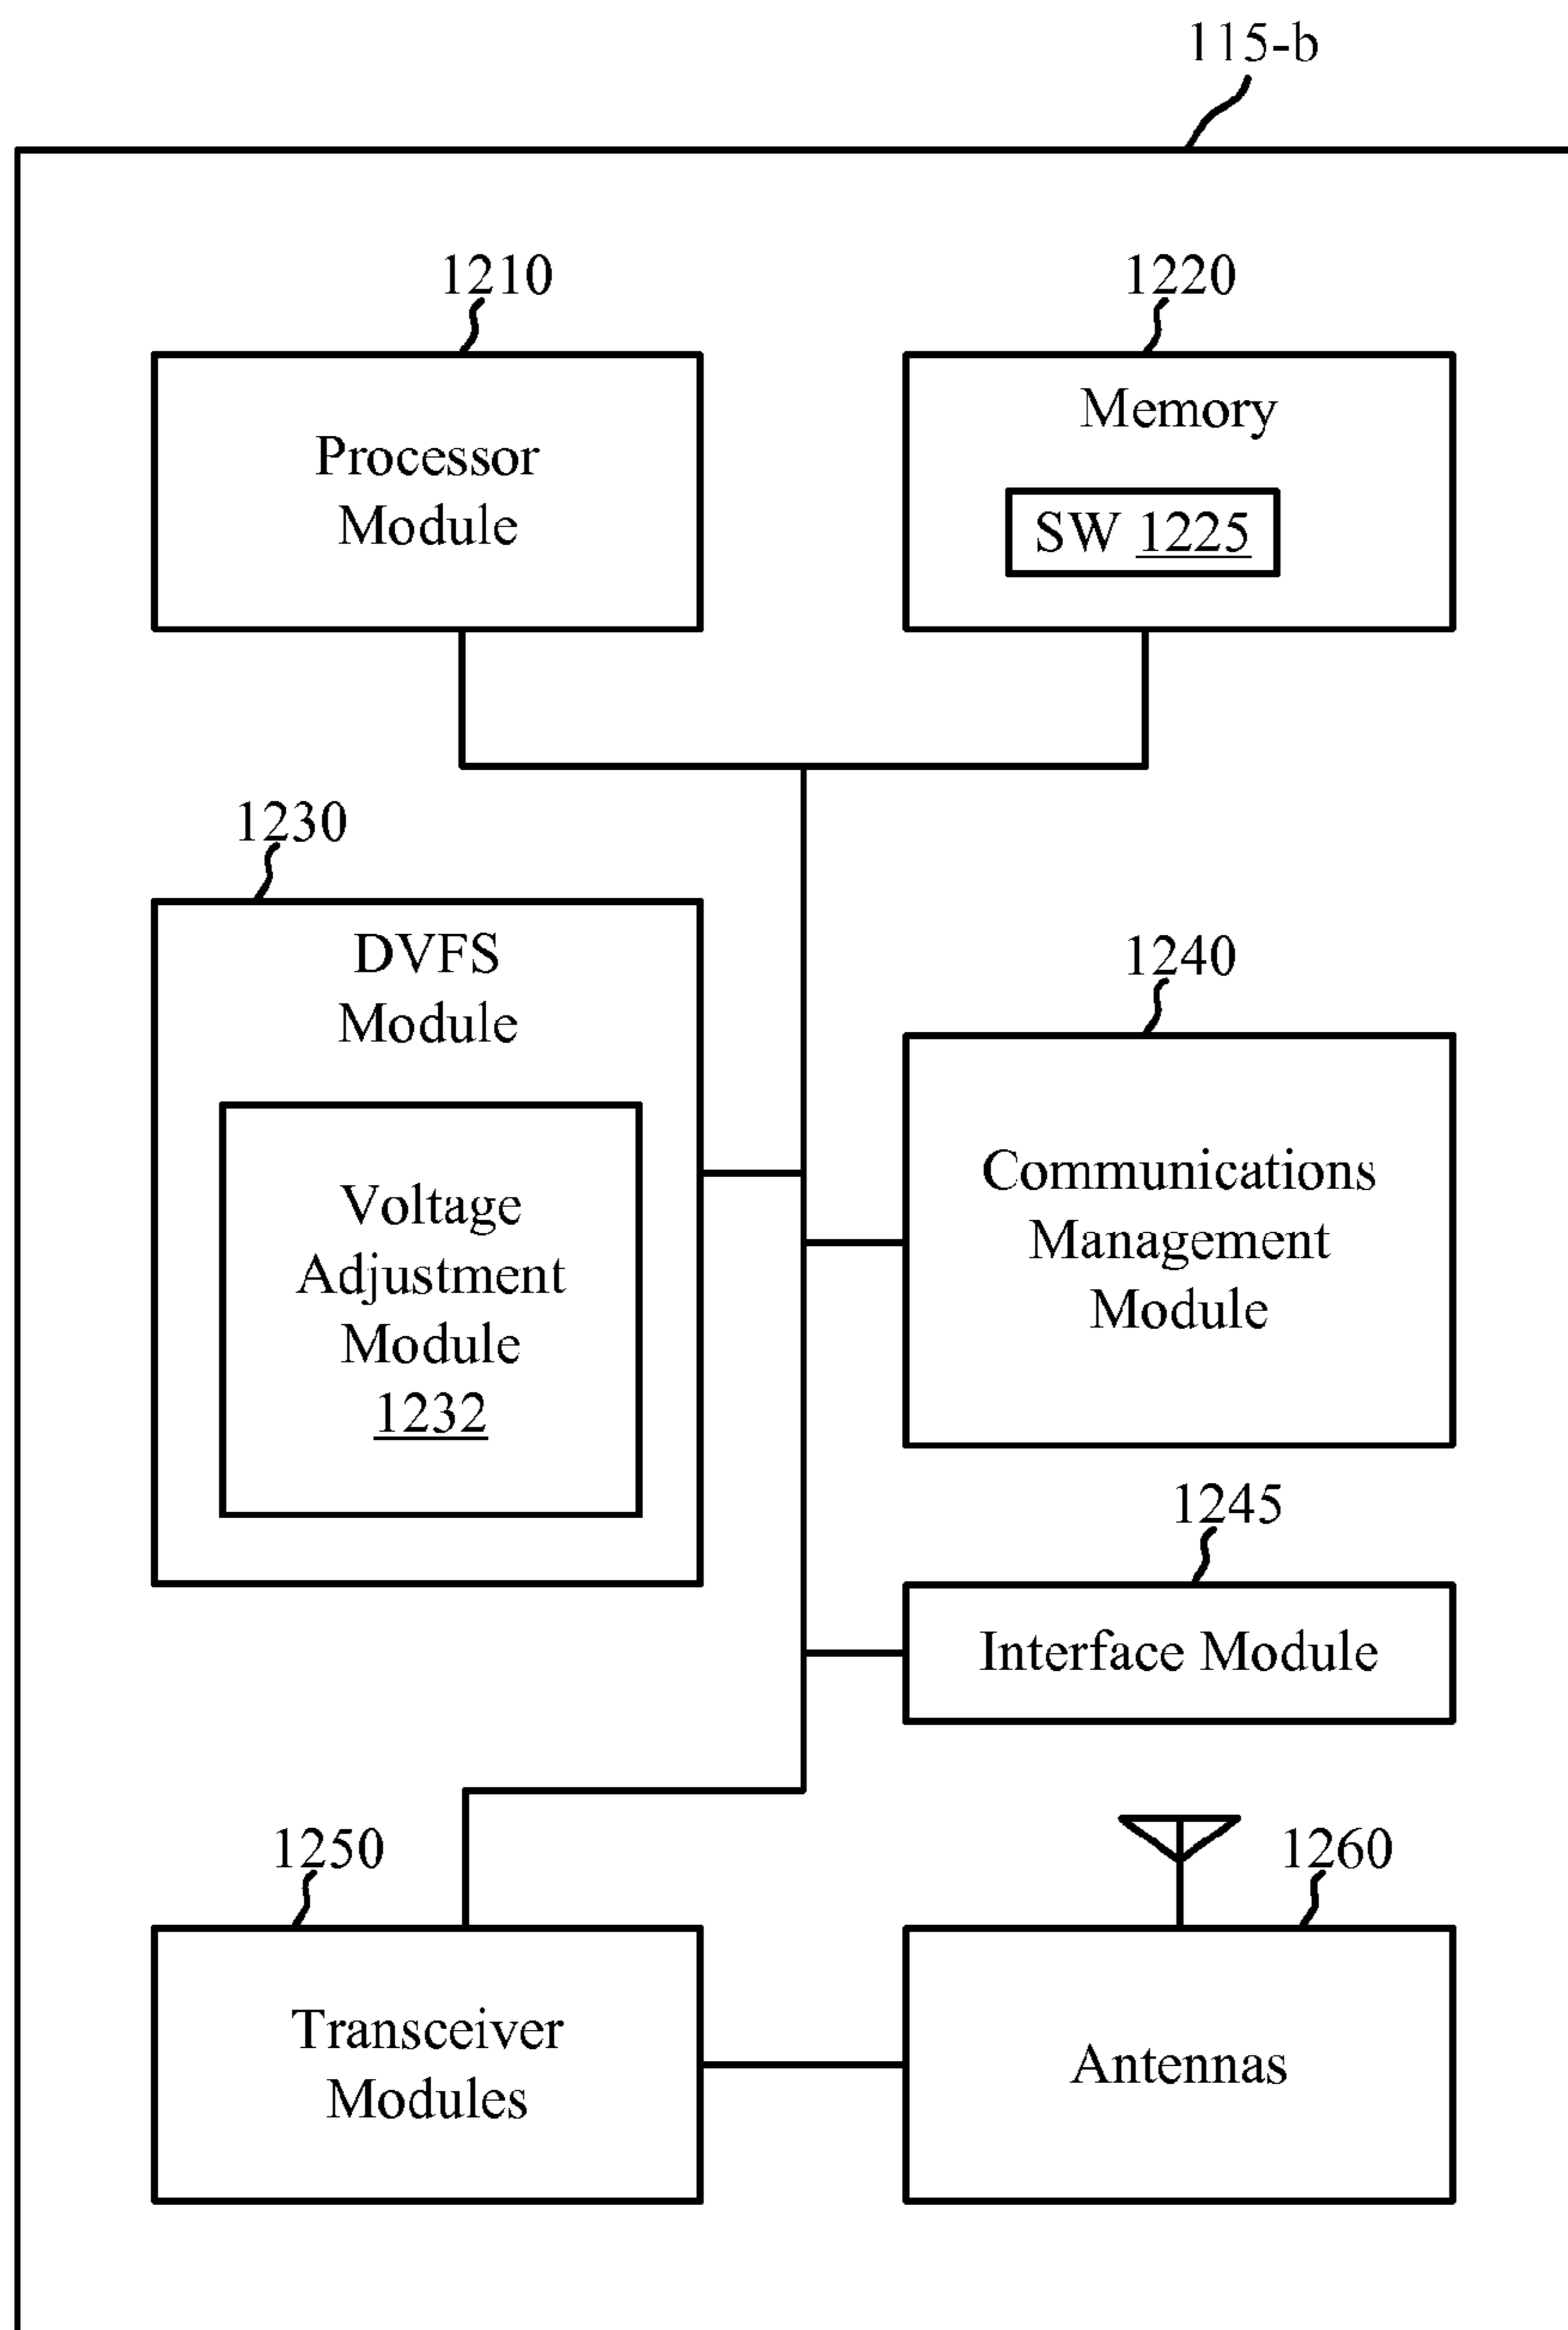 115-b
1210
1220
Processor
Module
Memory
SW 1225
1230
DVFS
Module
Voltage
Adjustment
Module
1232
1240
Communications
Management
Module
1245
Interface Module
1250
1260
Transceiver
Modules
Antennas